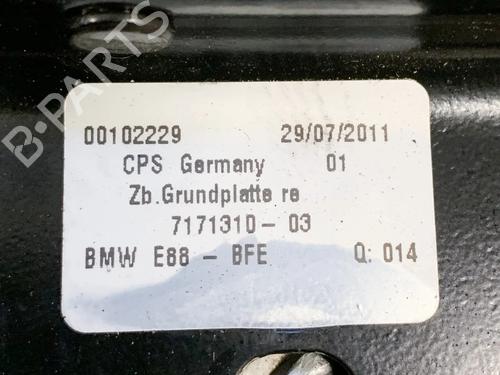 B-PARTS
00102229 29/07/2011
CPS Germany 01
Zb.Grundplatte re
7171310-03
BMW E88 - BFE Q: 014